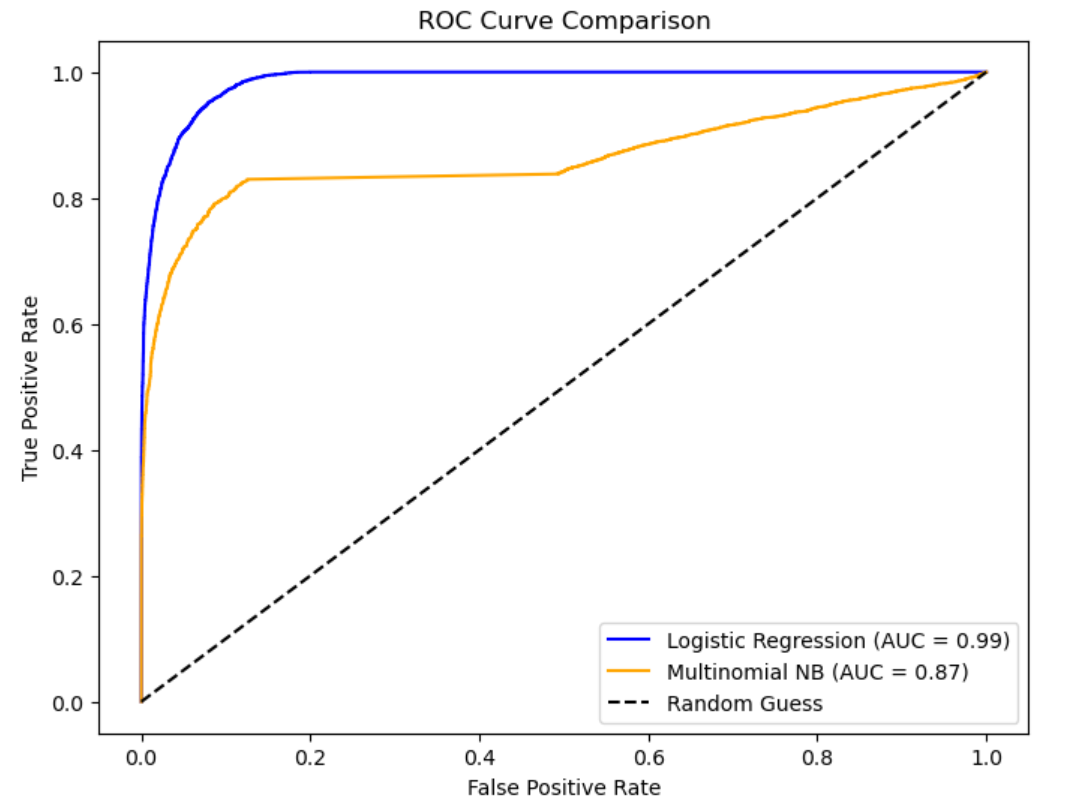 ROC Curve Comparison
True Positive Rate
1.0
0.8
0.6
0.4
0.2
0.0
0.0 0.2 0.4 0.6 0.8 1.0
False Positive Rate
Logistic Regression (AUC = 0.99)
Multinomial NB (AUC = 0.87)
Random Guess